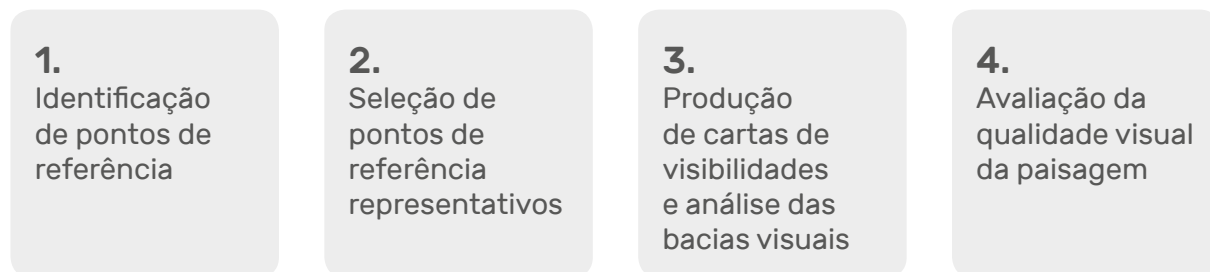 1.
Identificação
de pontos de
referência
2.
Seleção de
pontos de
referência
representativos
3.
Produção
de cartas de
visibilidades
e análise das
bacias visuais
4.
Avaliação da
qualidade visual
da paisagem